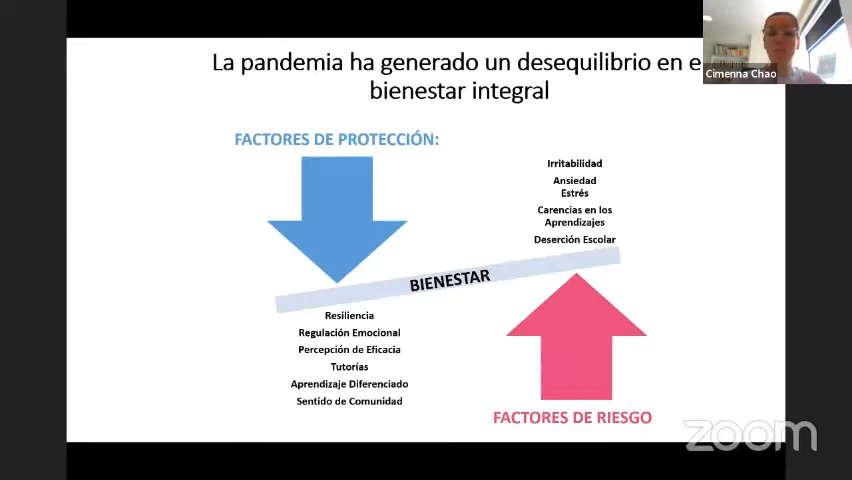 La pandemia ha generado un desequilibrio en e
bienestar integral
Cimenna Chao
FACTORES DE PROTECCIÓN:
Irritabilidad
Ansiedad
Estrés
Carencias en los
Aprendizajes
Deserción Escolar
BIENESTAR
Resiliencia
Regulación Emocional
Percepción de Eficacia
Tutorías
Aprendizaje Diferenciado
Sentido de Comunidad
FACTORES DE RIESGO
zoom